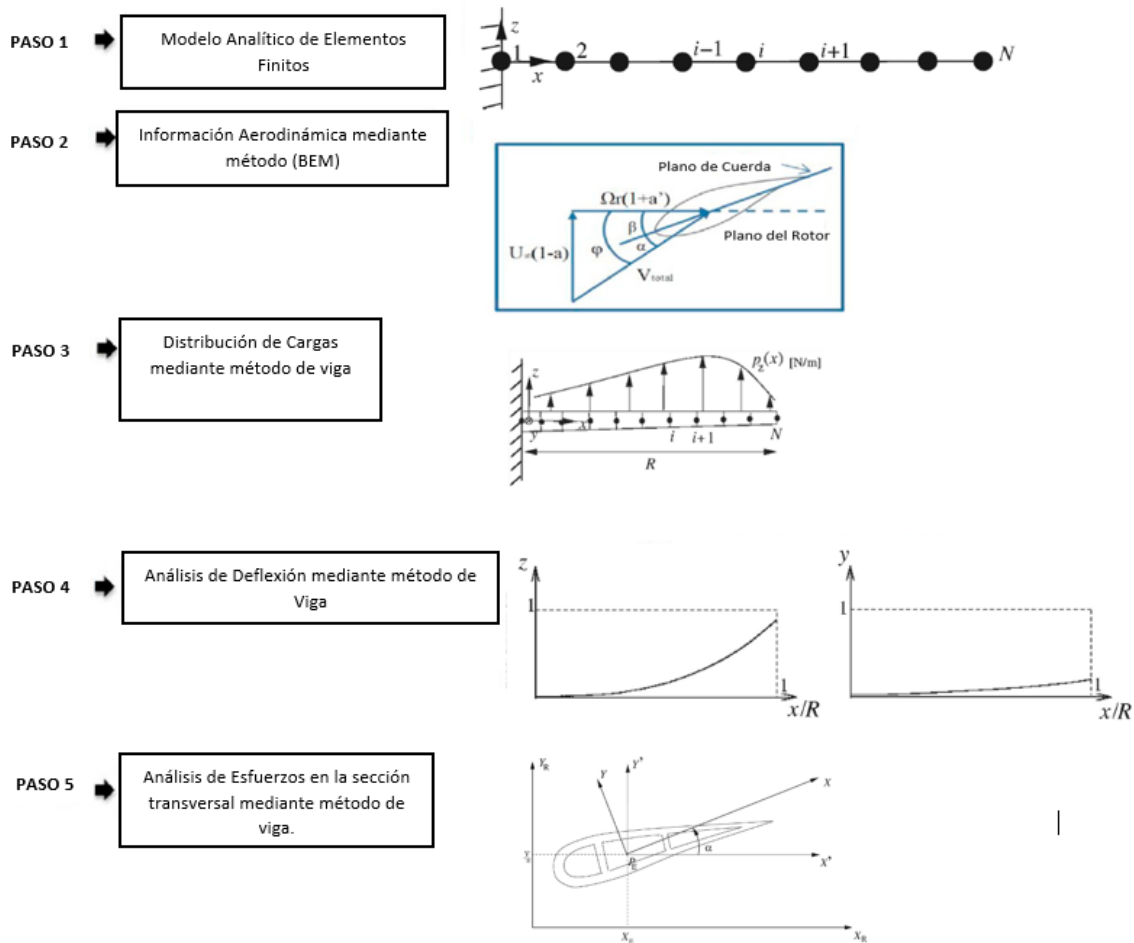 PASO 1
Modelo Analítico de Elementos
Finitos
z
1
x
2
i−1
i
i+1
N
PASO 2
Información Aerodinámica mediante
método (BEM)
Plano de Cuerda
Ωr(1+a')
Plano del Rotor
β
α
φ
U∞(1-a)
Vtotal
PASO 3
Distribución de Cargas
mediante método de viga
pz(x) [N/m]
z
y
x
i
i+1
N
R
PASO 4
Análisis de Deflexión mediante método de
Viga
z
1
1
x/R
y
1
1
x/R
PASO 5
Análisis de Esfuerzos en la sección
transversal mediante método de
viga.
YR
Y
Y'
X
α
PE
X'
XR